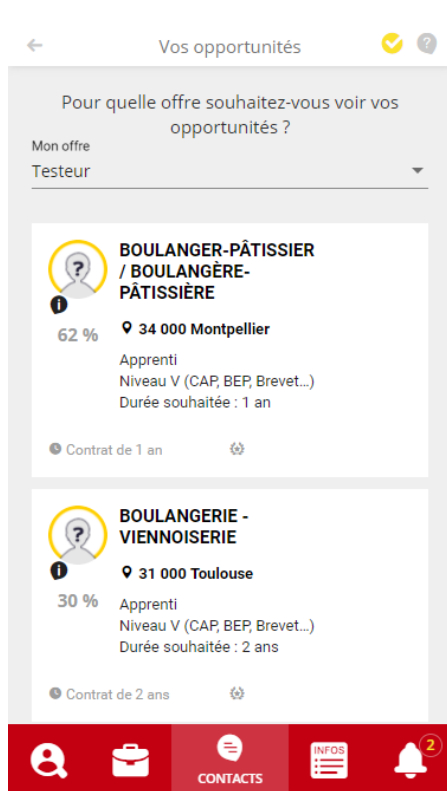 Vos opportunités
?
Pour quelle offre souhaitez-vous voir vos
opportunités ?
Mon offre
Testeur
?
i
62 %
BOULANGER-PÂTISSIER
/ BOULANGÈRE-
PÂTISSIÈRE
34 000 Montpellier
Apprenti
Niveau V (CAP, BEP, Brevet...)
Durée souhaitée : 1 an
Contrat de 1 an
?
i
30 %
BOULANGERIE -
VIENNOISERIE
31 000 Toulouse
Apprenti
Niveau V (CAP, BEP, Brevet...)
Durée souhaitée : 2 ans
Contrat de 2 ans
CONTACTS
INFOS
2